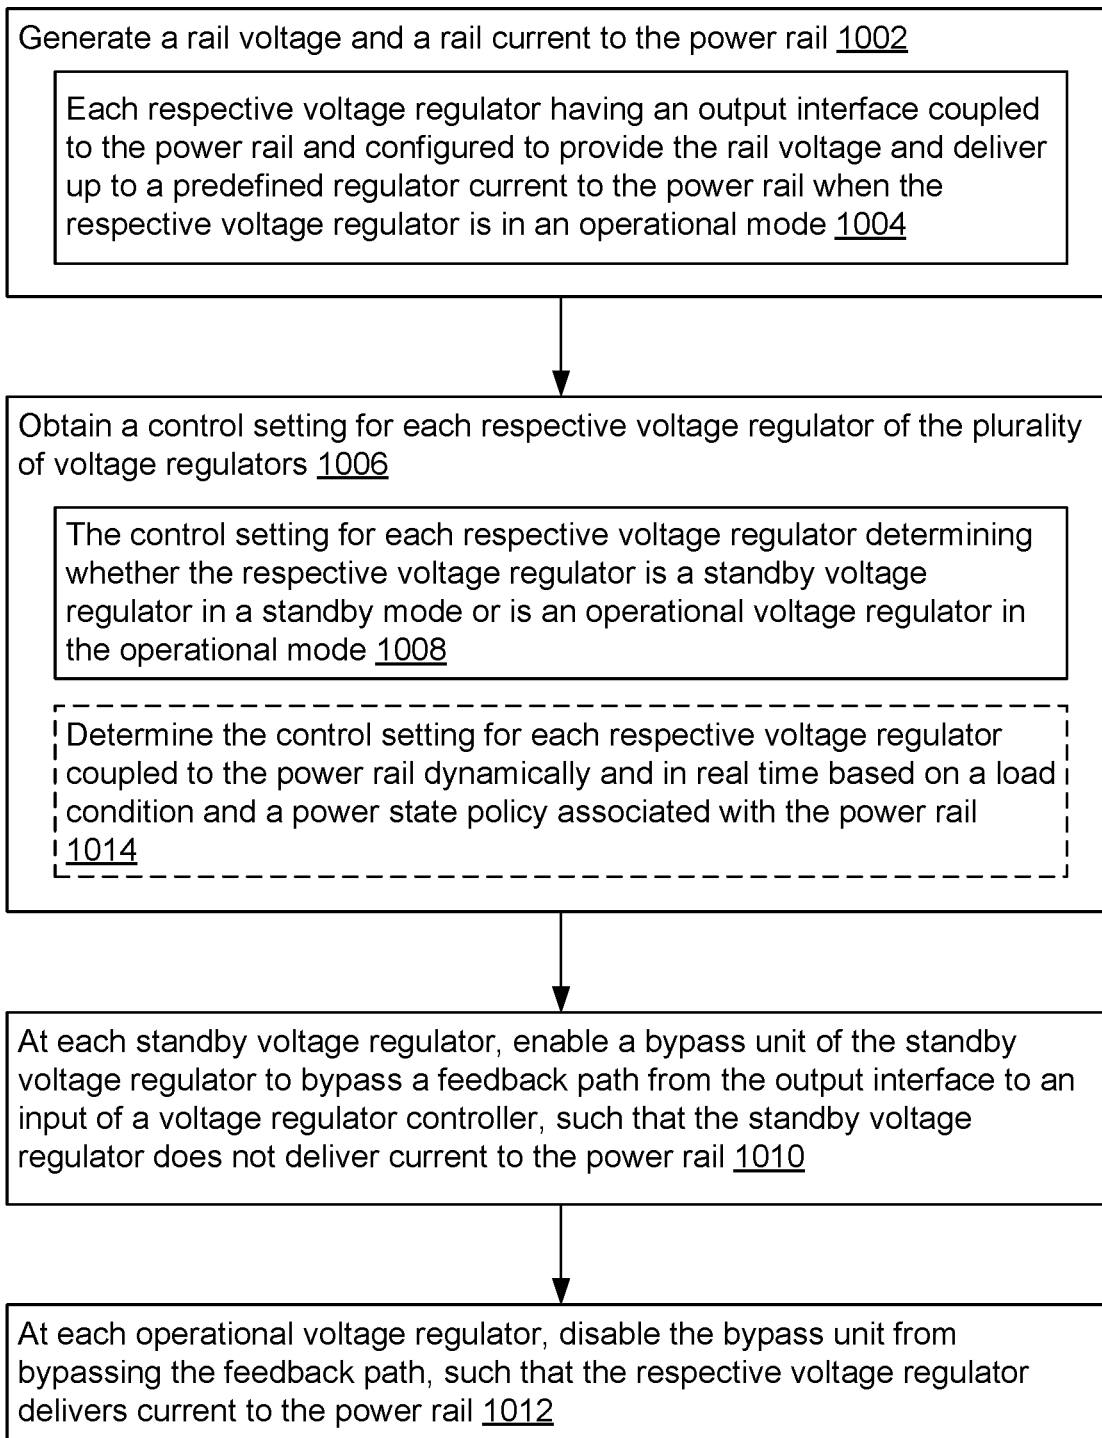 Generate a rail voltage and a rail current to the power rail 1002
Each respective voltage regulator having an output interface coupled
to the power rail and configured to provide the rail voltage and deliver
up to a predefined regulator current to the power rail when the
respective voltage regulator is in an operational mode 1004
Obtain a control setting for each respective voltage regulator of the plurality
of voltage regulators 1006
The control setting for each respective voltage regulator determining
whether the respective voltage regulator is a standby voltage
regulator in a standby mode or is an operational voltage regulator in
the operational mode 1008
Determine the control setting for each respective voltage regulator
coupled to the power rail dynamically and in real time based on a load
condition and a power state policy associated with the power rail
1014
At each standby voltage regulator, enable a bypass unit of the standby
voltage regulator to bypass a feedback path from the output interface to an
input of a voltage regulator controller, such that the standby voltage
regulator does not deliver current to the power rail 1010
At each operational voltage regulator, disable the bypass unit from
bypassing the feedback path, such that the respective voltage regulator
delivers current to the power rail 1012